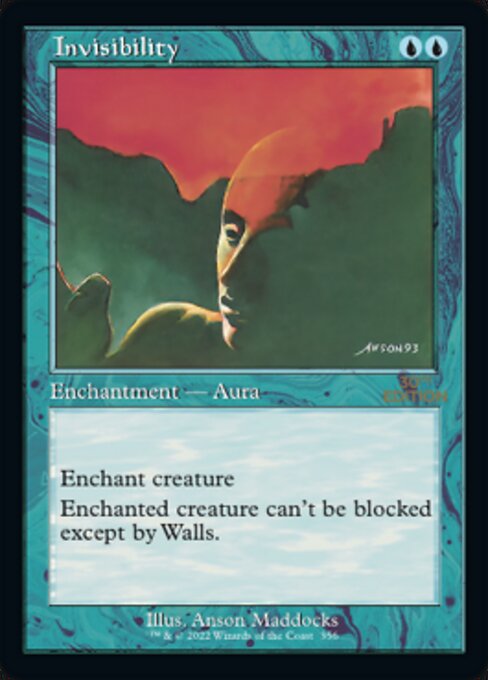 Invisibility
ANSON93
Enchantment — Aura
30TH EDITION
Enchant creature
Enchanted creature can't be blocked
except by Walls.
Illus. Anson Maddocks
™ & © 2022 Wizards of the Coast 356